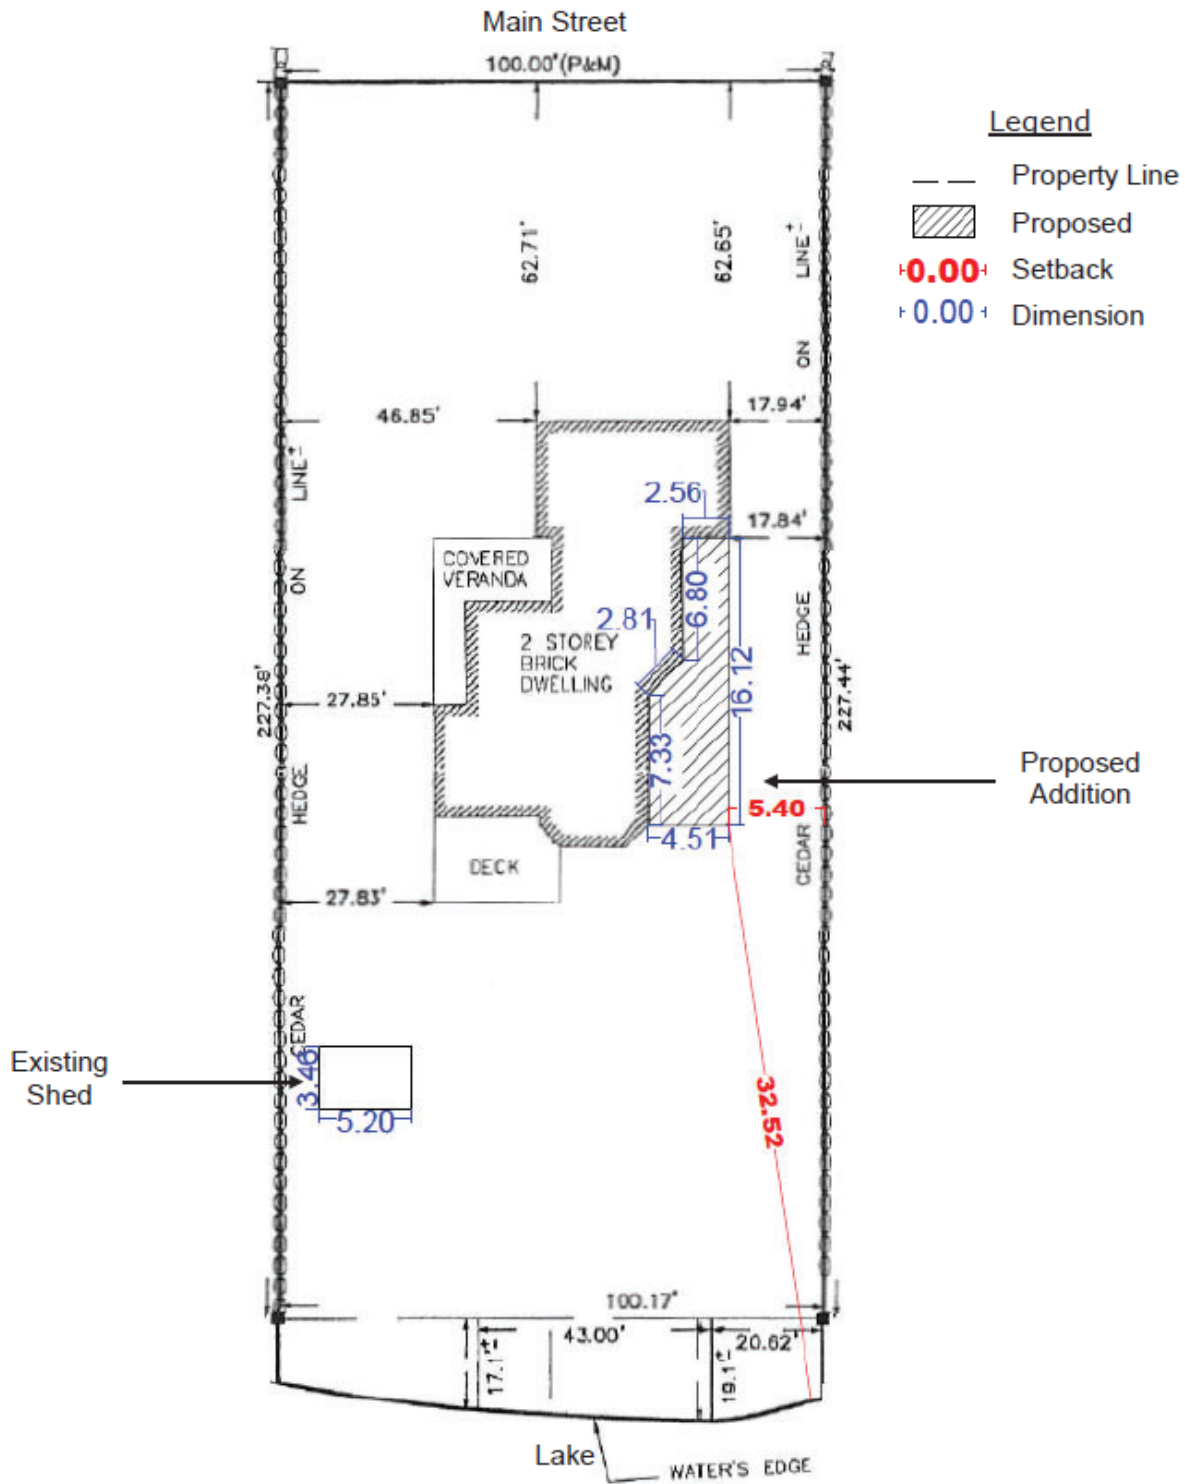 Main Street
100.00'(P&M)
Legend
Property Line
Proposed
0.00 Setback
0.00 Dimension
62.71'
62.65'
LINE±
ON
HEDGE
CEDAR
46.85'
17.94'
LINE±
ON
HEDGE
CEDAR
2.56
17.84'
COVERED
VERANDA
6.80
2.81
2 STOREY
BRICK
DWELLING
16.12
227.38'
227.44'
27.85'
7.33
Proposed
Addition
5.40
4.51
DECK
27.83'
Existing
Shed
3.46
5.20
32.52
100.17'
43.00'
20.62'
17.1'±
19.1'±
Lake
WATER'S EDGE